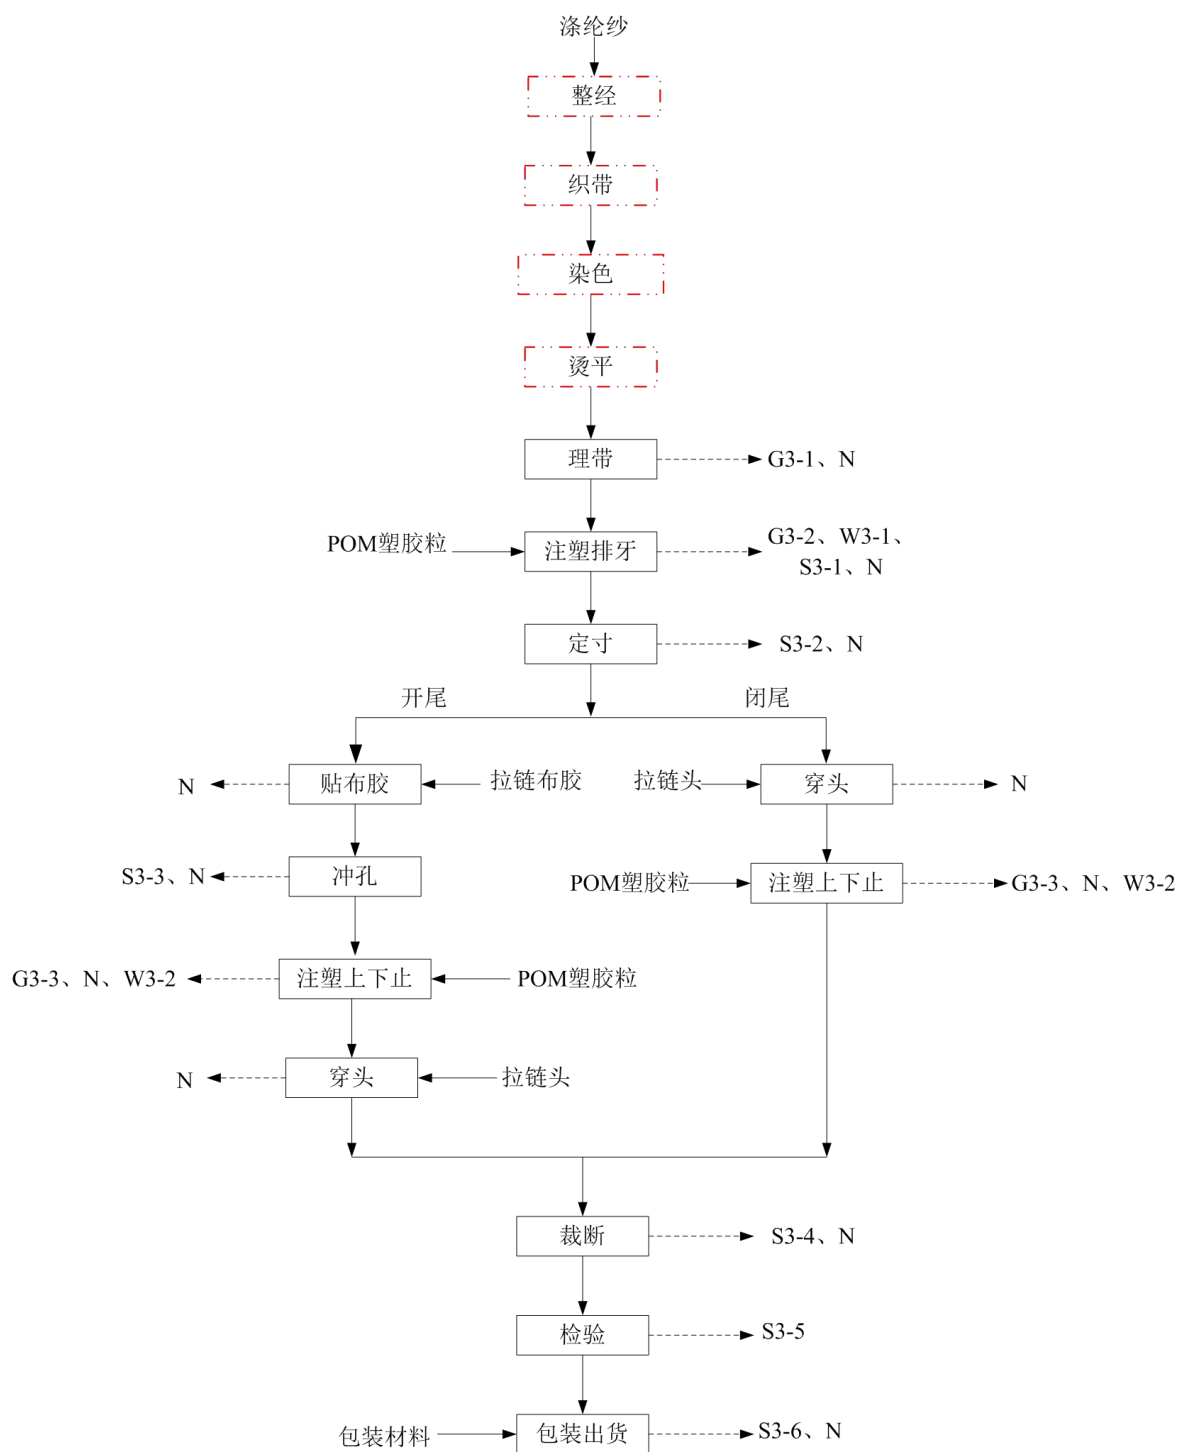 涤纶纱
整经
织带
染色
烫平
理带
G3-1、N
POM塑胶粒
注塑排牙
G3-2、W3-1、
S3-1、N
定寸
S3-2、N
开尾
闭尾
N
贴布胶
拉链布胶
拉链头
穿头
N
S3-3、N
冲孔
POM塑胶粒
注塑上下止
G3-3、N、W3-2
G3-3、N、W3-2
注塑上下止
POM塑胶粒
N
穿头
拉链头
裁断
S3-4、N
检验
S3-5
包装材料
包装出货
S3-6、N